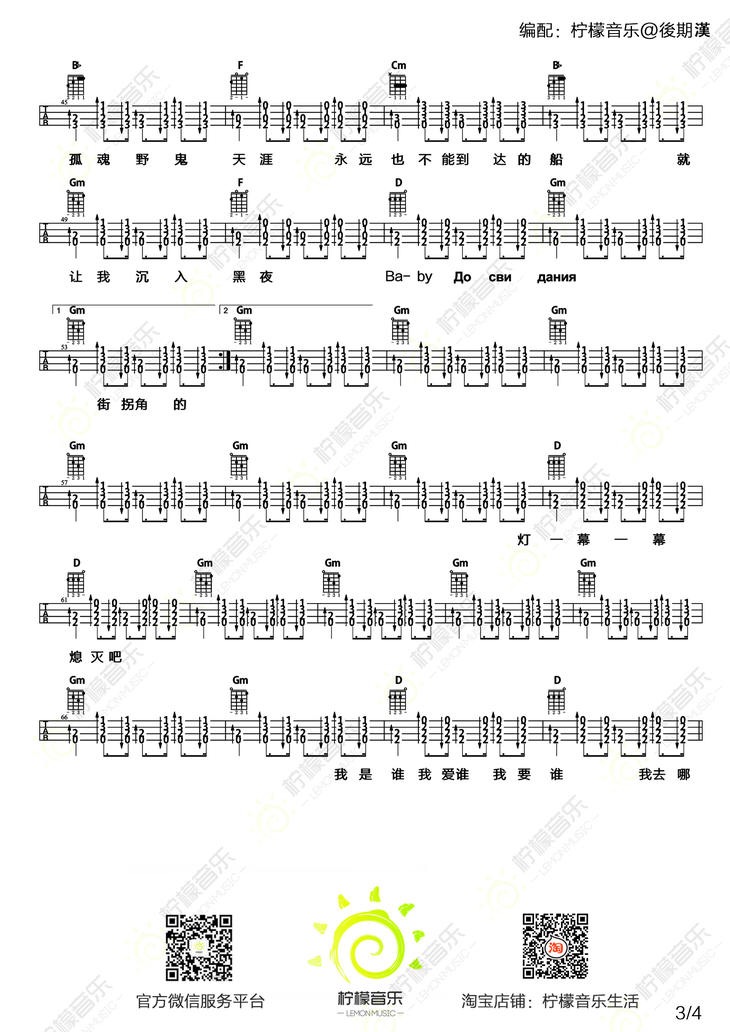 编配：柠檬音乐@後期漢
B♭ F Cm B♭
45
孤 魂 野 鬼 天 涯 永 远 也 不 能 到 达 的 船 就
Gm F D Gm
49
让 我 沉 入 黑 夜 Ba- by До сви дания
1 Gm 2 Gm Gm Gm
53
街 拐 角 的
Gm Gm Gm D
57
灯 一 幕 一 幕
D Gm Gm Gm Gm
61
熄 灭 吧
Gm Gm D D
66
我 是 谁 我 爱 谁 我 要 谁 我 去 哪
官方微信服务平台
柠檬音乐
—LEMONMUSIC—
淘
淘宝店铺：柠檬音乐生活
3/4